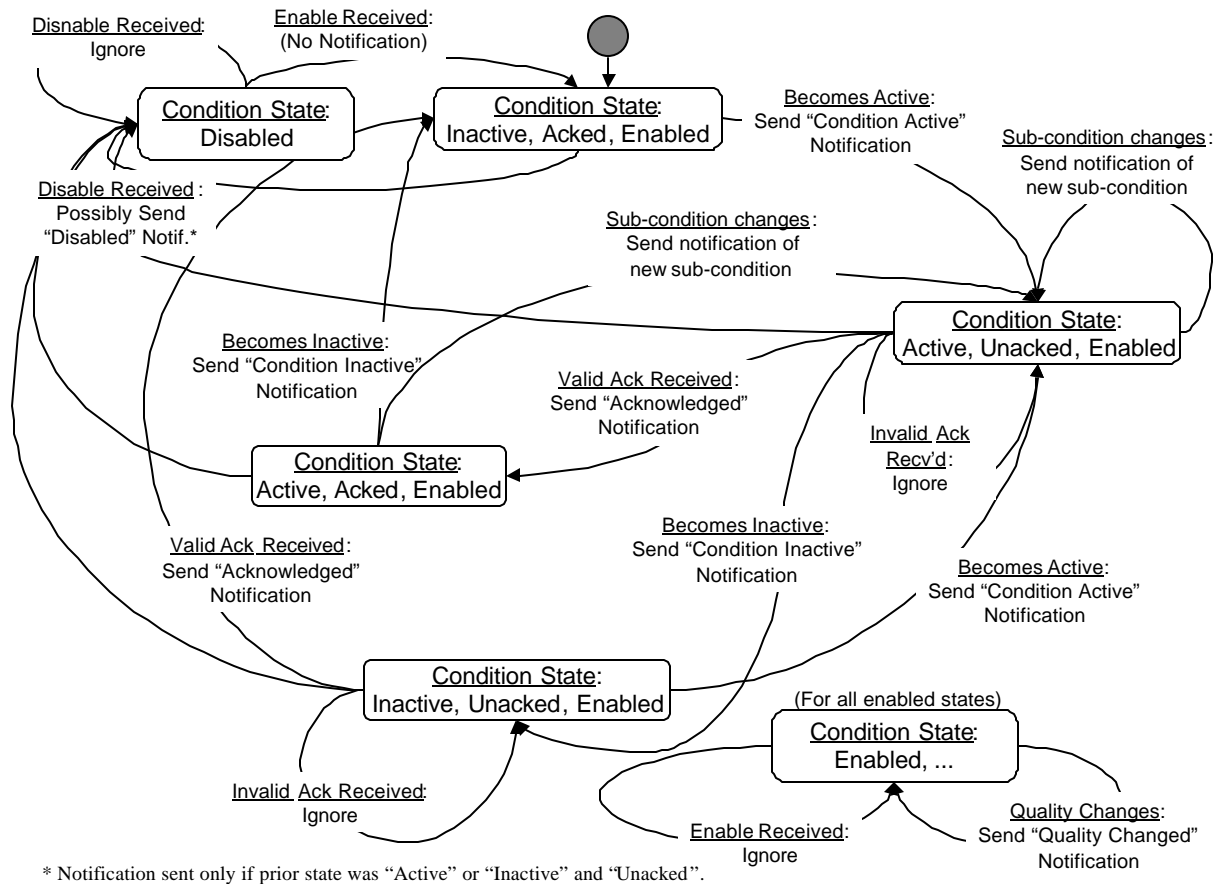 Disnable Received:
Ignore
Enable Received:
(No Notification)
Condition State:
Disabled
Condition State:
Inactive, Acked, Enabled
Becomes Active:
Send “Condition Active”
Notification
Sub-condition changes:
Send notification of
new sub-condition
Disable Received:
Possibly Send
“Disabled” Notif.*
Sub-condition changes:
Send notification of
new sub-condition
Condition State:
Active, Unacked, Enabled
Becomes Inactive:
Send “Condition Inactive”
Notification
Valid Ack Received:
Send “Acknowledged”
Notification
Invalid Ack
Recv’d:
Ignore
Condition State:
Active, Acked, Enabled
Valid Ack Received:
Send “Acknowledged”
Notification
Becomes Inactive:
Send “Condition Inactive”
Notification
Becomes Active:
Send “Condition Active”
Notification
Condition State:
Inactive, Unacked, Enabled
(For all enabled states)
Condition State:
Enabled, ...
Invalid Ack Received:
Ignore
Enable Received:
Ignore
Quality Changes:
Send “Quality Changed”
Notification
* Notification sent only if prior state was “Active” or “Inactive” and “Unacked”.